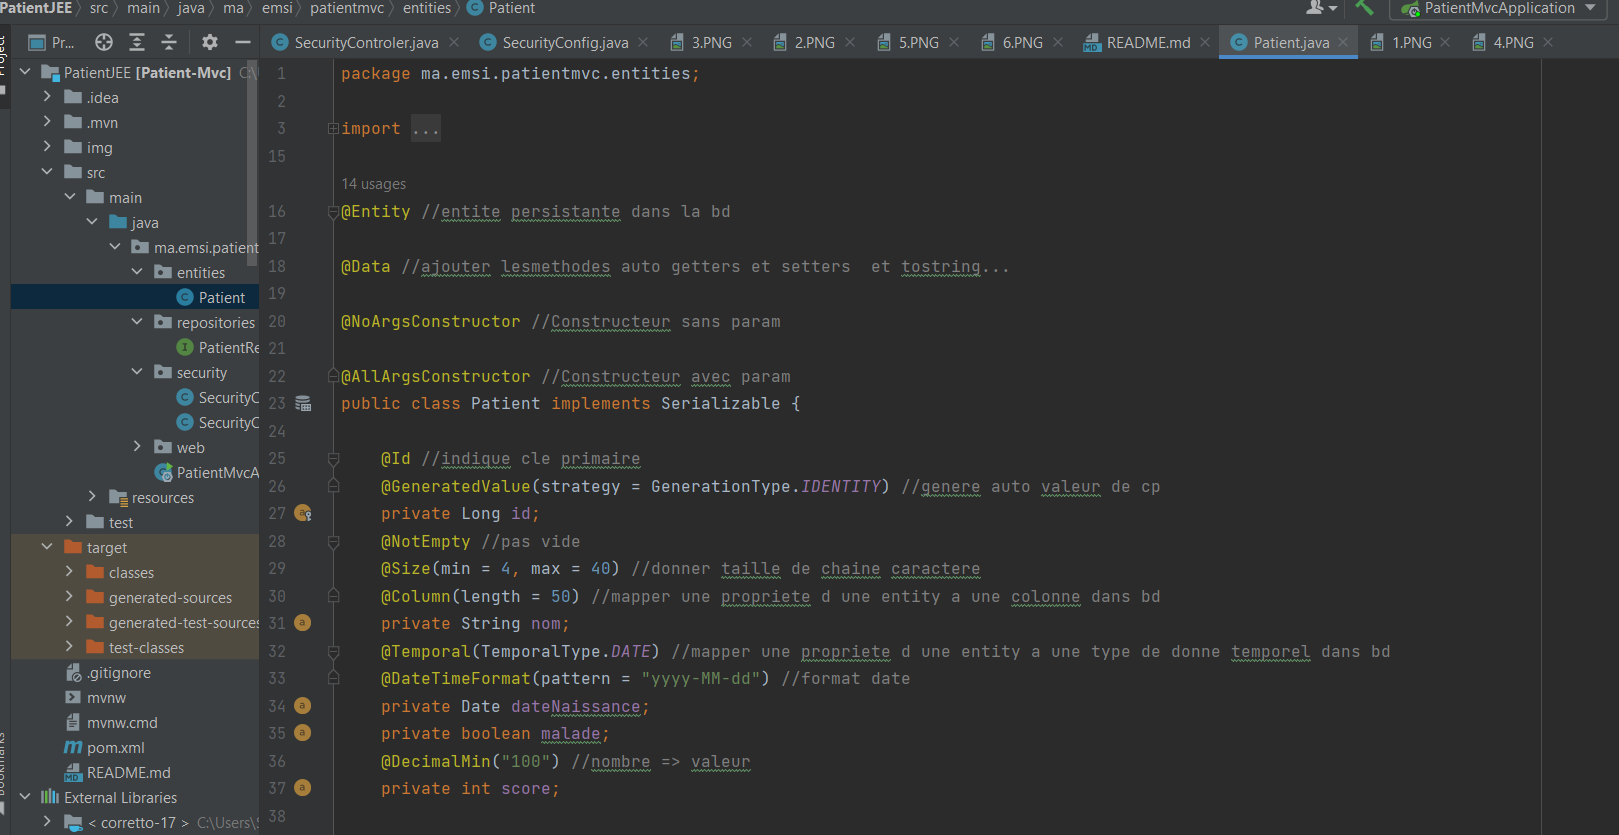 PatientJEE src main java ma emsi patientmvc entities Patient
PatientMvcApplication
Pr...
SecurityControler.java SecurityConfig.java 3.PNG 2.PNG 5.PNG 6.PNG README.md Patient.java 1.PNG 4.PNG
PatientJEE [Patient-Mvc]
.idea
.mvn
img
src
main
java
ma.emsi.patient
entities
Patient
repositories
PatientRe
security
SecurityC
SecurityC
web
PatientMvcA
resources
test
target
classes
generated-sources
generated-test-sources
test-classes
.gitignore
mvnw
mvnw.cmd
pom.xml
README.md
External Libraries
< corretto-17 > C:\Users\
1 package ma.emsi.patientmvc.entities;
2
3 import ...
15
14 usages
16 @Entity //entite persistante dans la bd
17
18 @Data //ajouter lesmethodes auto getters et setters  et tostring...
19
20 @NoArgsConstructor //Constructeur sans param
21
22 @AllArgsConstructor //Constructeur avec param
23 public class Patient implements Serializable {
24
25 @Id //indique cle primaire
26 @GeneratedValue(strategy = GenerationType.IDENTITY) //genere auto valeur de cp
27 private Long id;
28 @NotEmpty //pas vide
29 @Size(min = 4, max = 40) //donner taille de chaine caractere
30 @Column(length = 50) //mapper une propriete d une entity a une colonne dans bd
31 private String nom;
32 @Temporal(TemporalType.DATE) //mapper une propriete d une entity a une type de donne temporel dans bd
33 @DateTimeFormat(pattern = "yyyy-MM-dd") //format date
34 private Date dateNaissance;
35 private boolean malade;
36 @DecimalMin("100") //nombre => valeur
37 private int score;
38